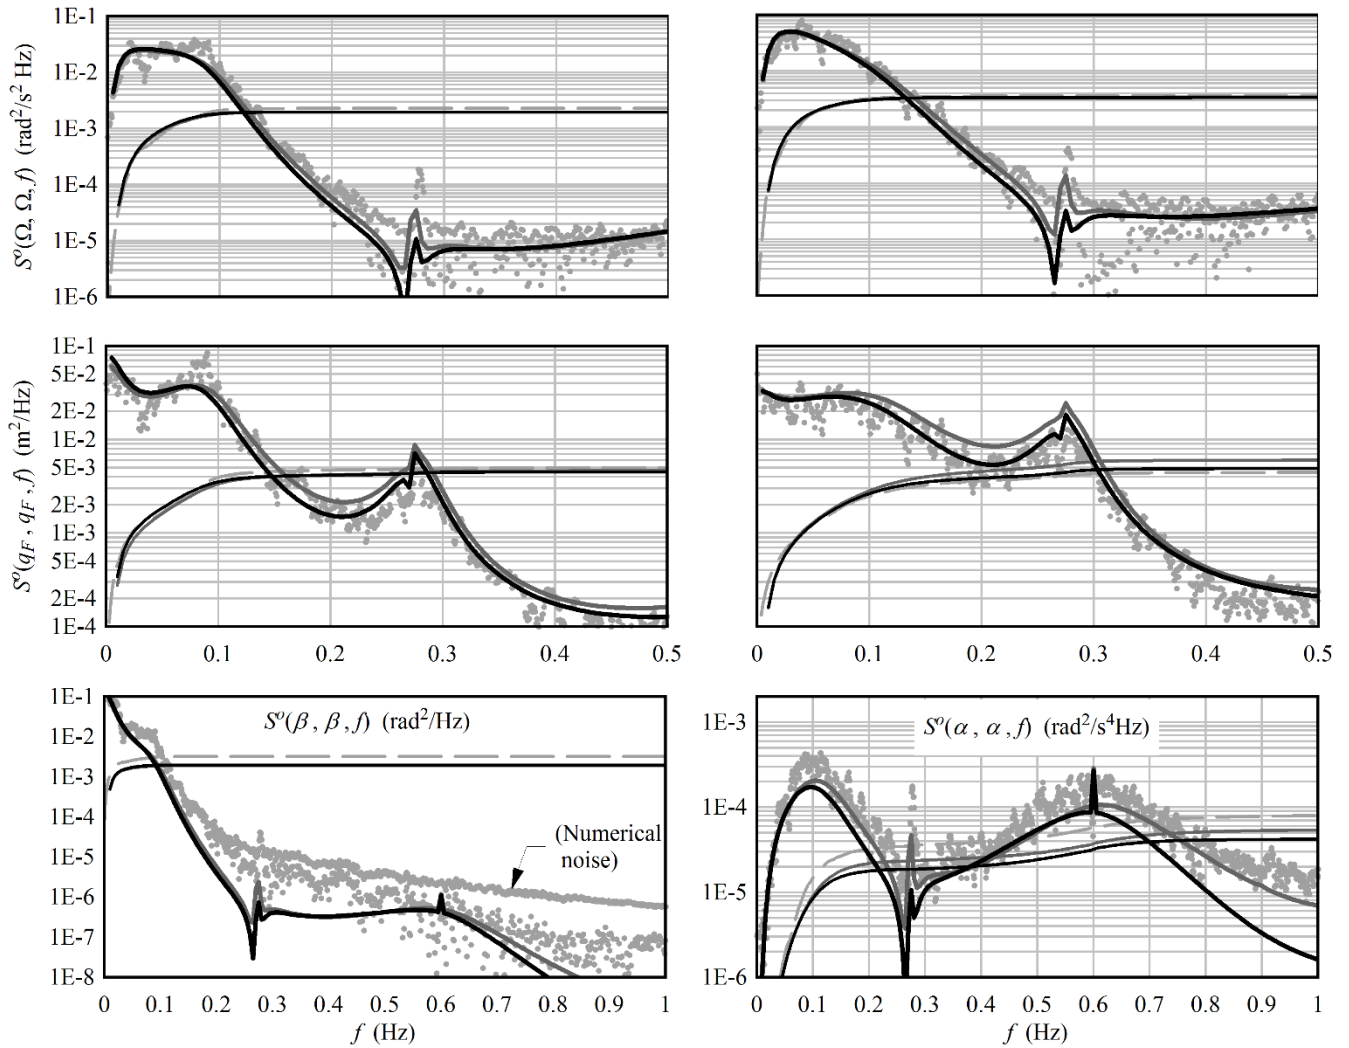 S°(Ω, Ω, f) (rad²/s² Hz)
1E-1
1E-2
1E-3
1E-4
1E-5
1E-6
S°(q_F, q_F, f) (m²/Hz)
1E-1
5E-2
2E-2
1E-2
5E-3
2E-3
1E-3
5E-4
2E-4
1E-4
0 0.1 0.2 0.3 0.4 0.5
0 0.1 0.2 0.3 0.4 0.5
1E-1
1E-2
1E-3
1E-4
1E-5
1E-6
1E-7
1E-8
S°(β, β, f) (rad²/Hz)
(Numerical
noise)
0 0.1 0.2 0.3 0.4 0.5 0.6 0.7 0.8 0.9 1
f (Hz)
1E-3
1E-4
1E-5
1E-6
S°(α, α, f) (rad²/s⁴Hz)
0 0.1 0.2 0.3 0.4 0.5 0.6 0.7 0.8 0.9 1
f (Hz)